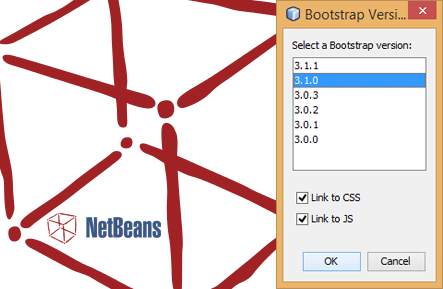 Bootstrap Versi...
Select a Bootstrap version:
3.1.1
3.1.0
3.0.3
3.0.2
3.0.1
3.0.0
Link to CSS
Link to JS
OK
Cancel
NetBeans